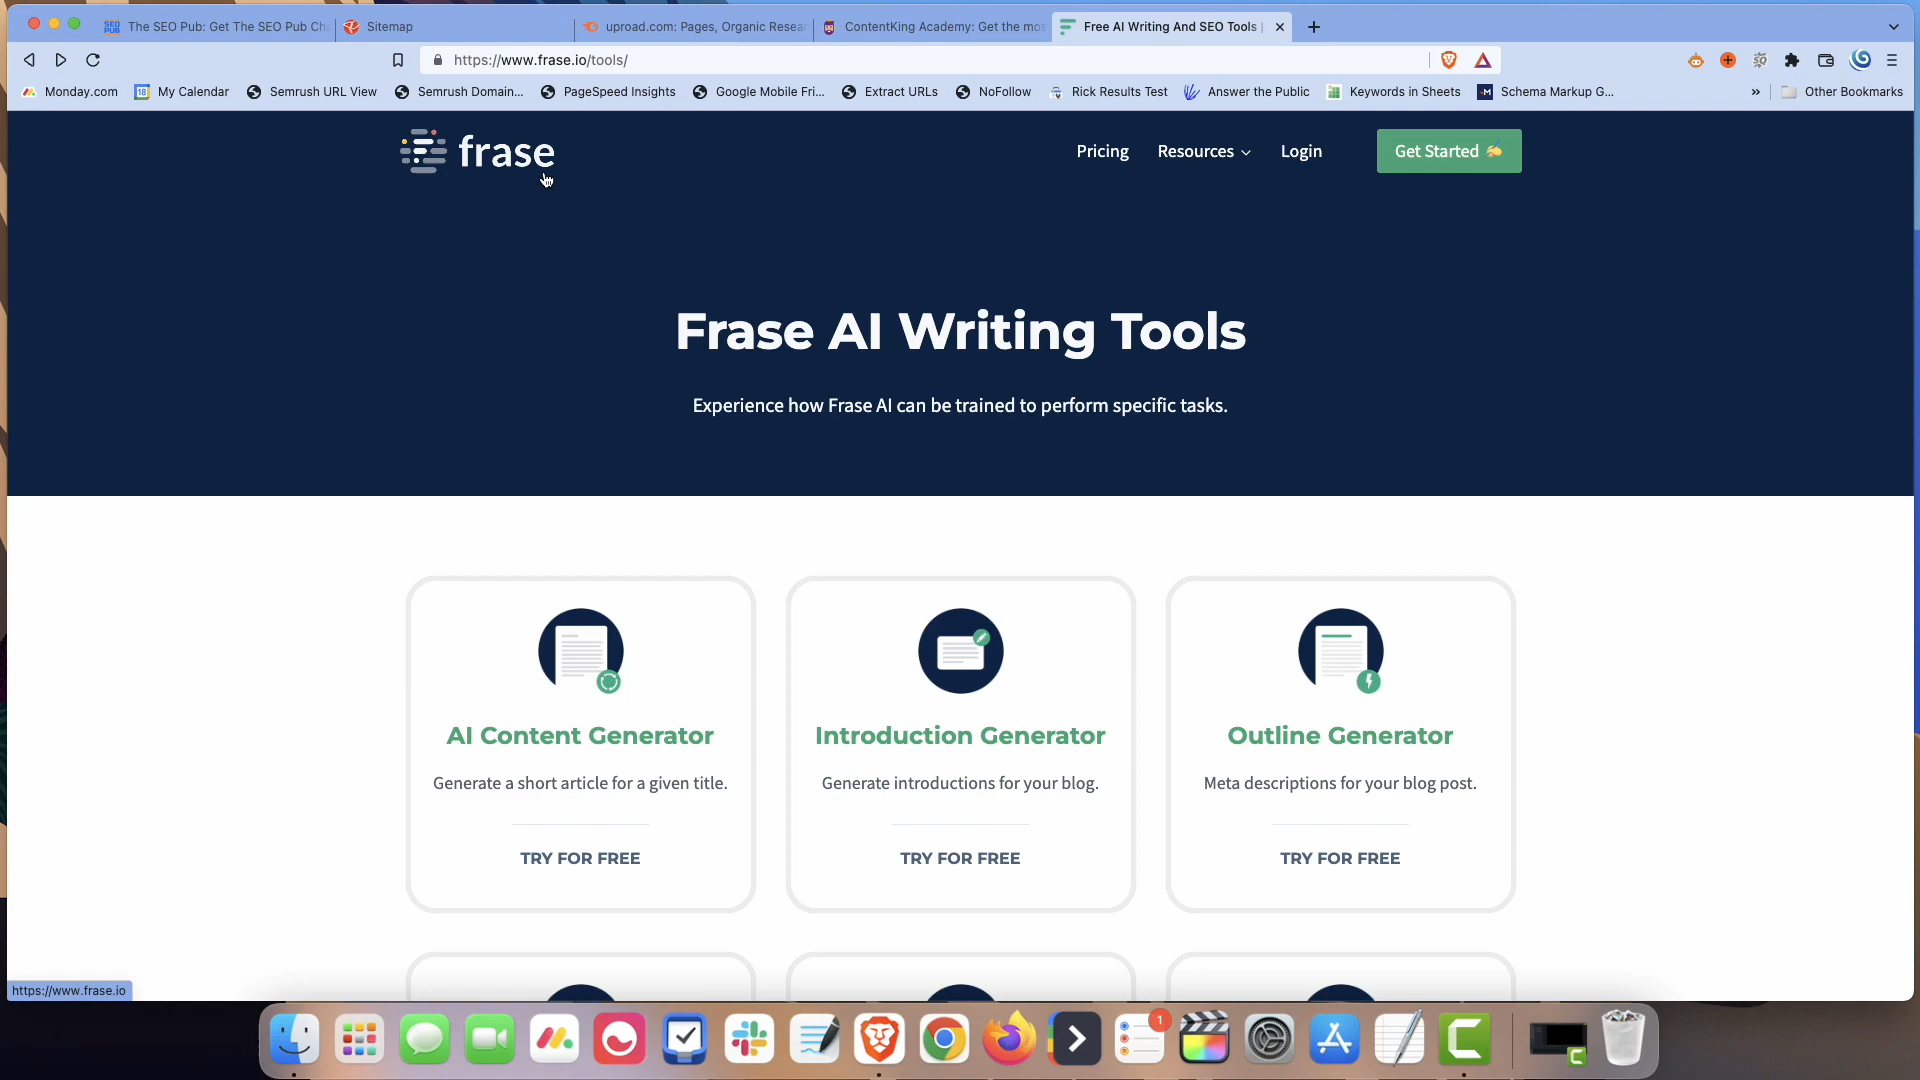 The SEO Pub: Get The SEO Pub Ch
Sitemap
uproad.com: Pages, Organic Resear
ContentKing Academy: Get the mos
Free AI Writing And SEO Tools |
https://www.frase.io/tools/
Monday.com
18
My Calendar
Semrush URL View
Semrush Domain...
PageSpeed Insights
Google Mobile Fri...
Extract URLs
NoFollow
Rick Results Test
Answer the Public
Keywords in Sheets
Schema Markup G...
»
Other Bookmarks
frase
Pricing
Resources
Login
Get Started
Frase AI Writing Tools
Experience how Frase AI can be trained to perform specific tasks.
AI Content Generator
Generate a short article for a given title.
TRY FOR FREE
Introduction Generator
Generate introductions for your blog.
TRY FOR FREE
Outline Generator
Meta descriptions for your blog post.
TRY FOR FREE
https://www.frase.io
1